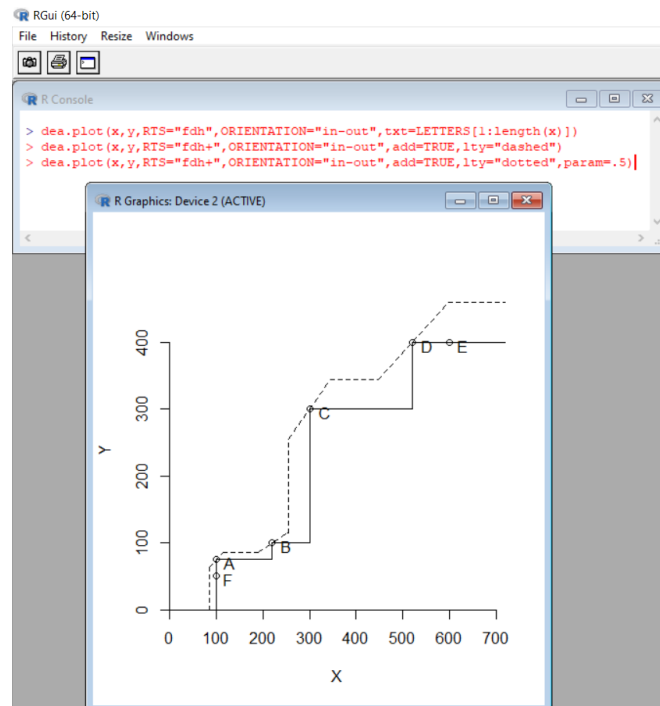 RGui (64-bit)
File History Resize Windows
R Console
> dea.plot(x,y,RTS="fdh",ORIENTATION="in-out",txt=LETTERS[1:length(x)])
> dea.plot(x,y,RTS="fdh+",ORIENTATION="in-out",add=TRUE,lty="dashed")
> dea.plot(x,y,RTS="fdh+",ORIENTATION="in-out",add=TRUE,lty="dotted",param=.5)
R Graphics: Device 2 (ACTIVE)
400
D E
300
C
Y
200
100
B
A
F
0
0 100 200 300 400 500 600 700
X